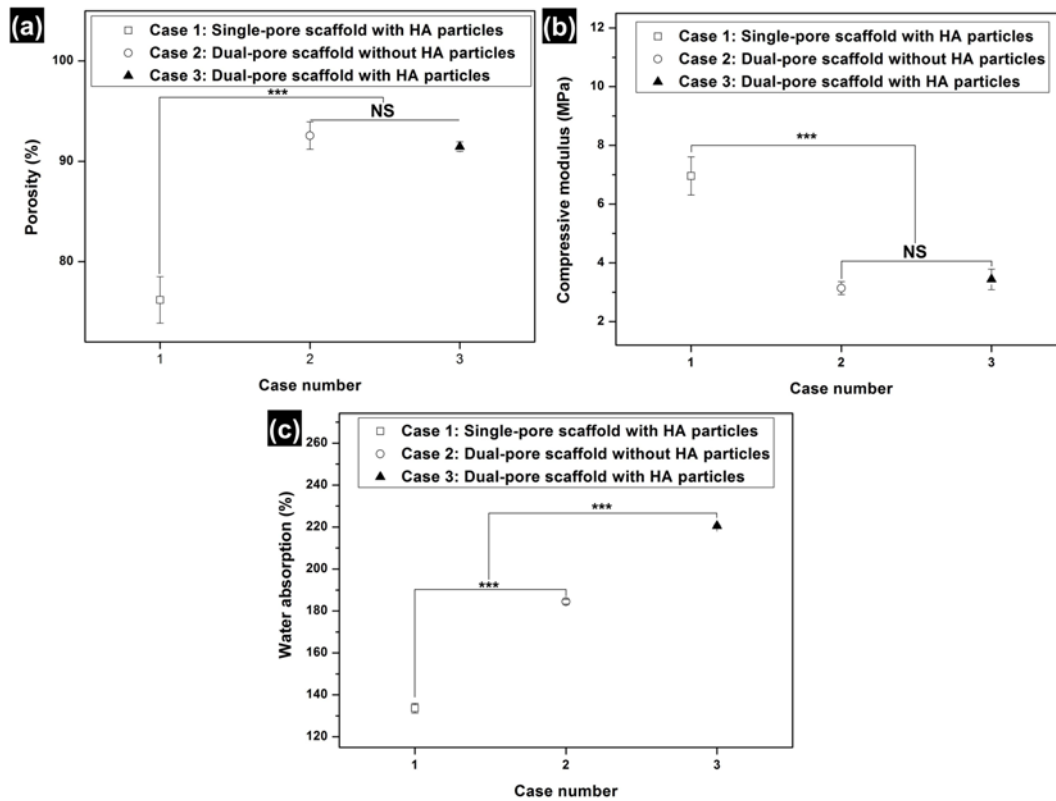 (a)
Case 1: Single-pore scaffold with HA particles
Case 2: Dual-pore scaffold without HA particles
Case 3: Dual-pore scaffold with HA particles
100
90
80
***
NS
Porosity (%)
1 2 3
Case number
(b)
Case 1: Single-pore scaffold with HA particles
Case 2: Dual-pore scaffold without HA particles
Case 3: Dual-pore scaffold with HA particles
12
10
8
6
4
2
***
NS
Compressive modulus (MPa)
1 2 3
Case number
(c)
Case 1: Single-pore scaffold with HA particles
Case 2: Dual-pore scaffold without HA particles
Case 3: Dual-pore scaffold with HA particles
260
240
220
200
180
160
140
120
***
***
Water absorption (%)
1 2 3
Case number